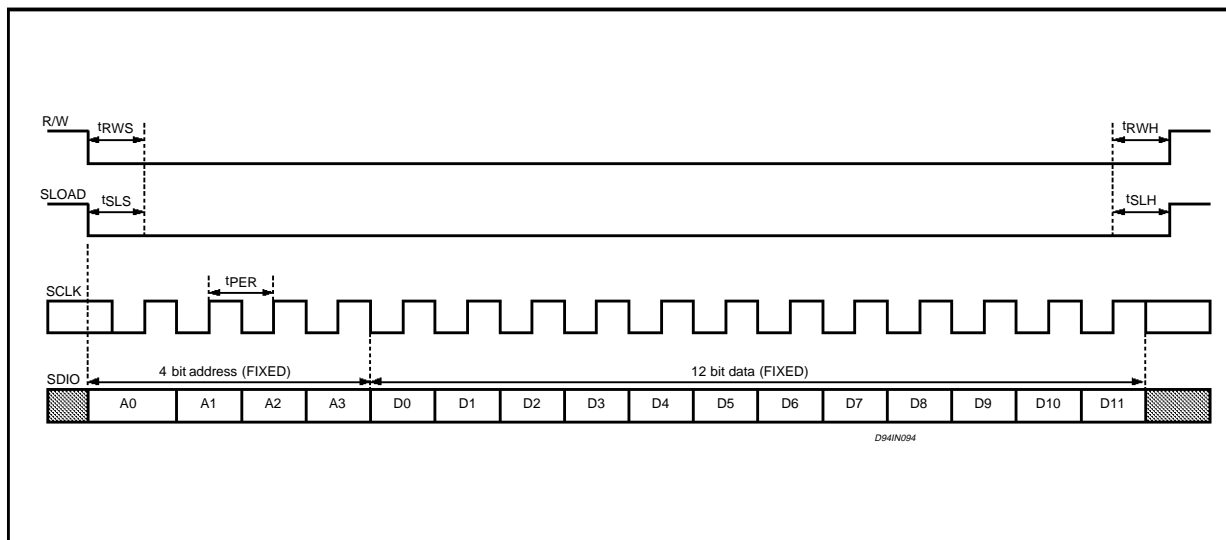 R/W
tRWS
tRWH
SLOAD
tSLS
tSLH
SCLK
tPER
SDIO
4 bit address (FIXED)
12 bit data (FIXED)
A0 A1 A2 A3 D0 D1 D2 D3 D4 D5 D6 D7 D8 D9 D10 D11
D94IN094